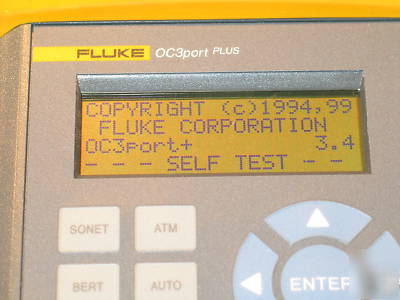 FLUKE OC3port PLUS
COPYRIGHT (c)1994,99
FLUKE CORPORATION
OC3port+ 3.4
- - - SELF TEST - -
SONET ATM
BERT AUTO ENTER